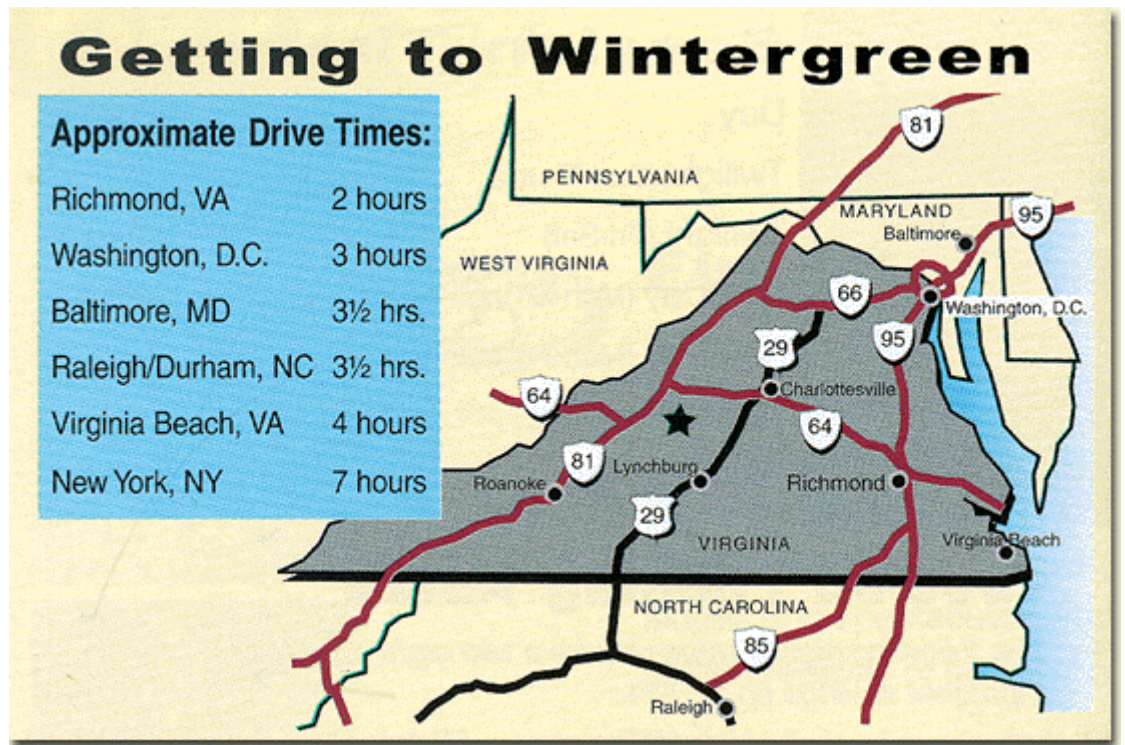 Getting to Wintergreen
Approximate Drive Times:
Richmond, VA 2 hours
Washington, D.C. 3 hours
Baltimore, MD 3½ hrs.
Raleigh/Durham, NC 3½ hrs.
Virginia Beach, VA 4 hours
New York, NY 7 hours
81
PENNSYLVANIA
MARYLAND
95
Baltimore
WEST VIRGINIA
66
Washington, D.C.
95
29
64
Charlottesville
64
81
Lynchburg
Roanoke
Richmond
29
VIRGINIA
Virginia Beach
NORTH CAROLINA
85
Raleigh